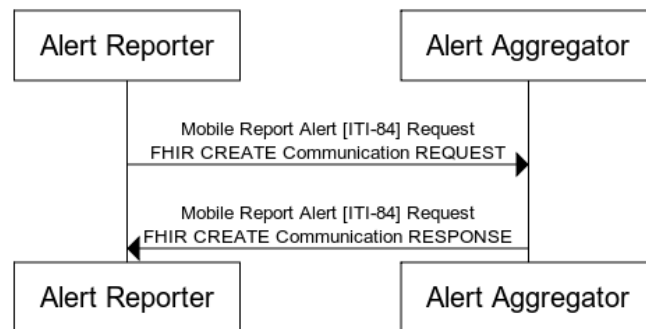 Alert Reporter
Alert Aggregator
Mobile Report Alert [ITI-84] Request
FHIR CREATE Communication REQUEST
Mobile Report Alert [ITI-84] Request
FHIR CREATE Communication RESPONSE
Alert Reporter
Alert Aggregator